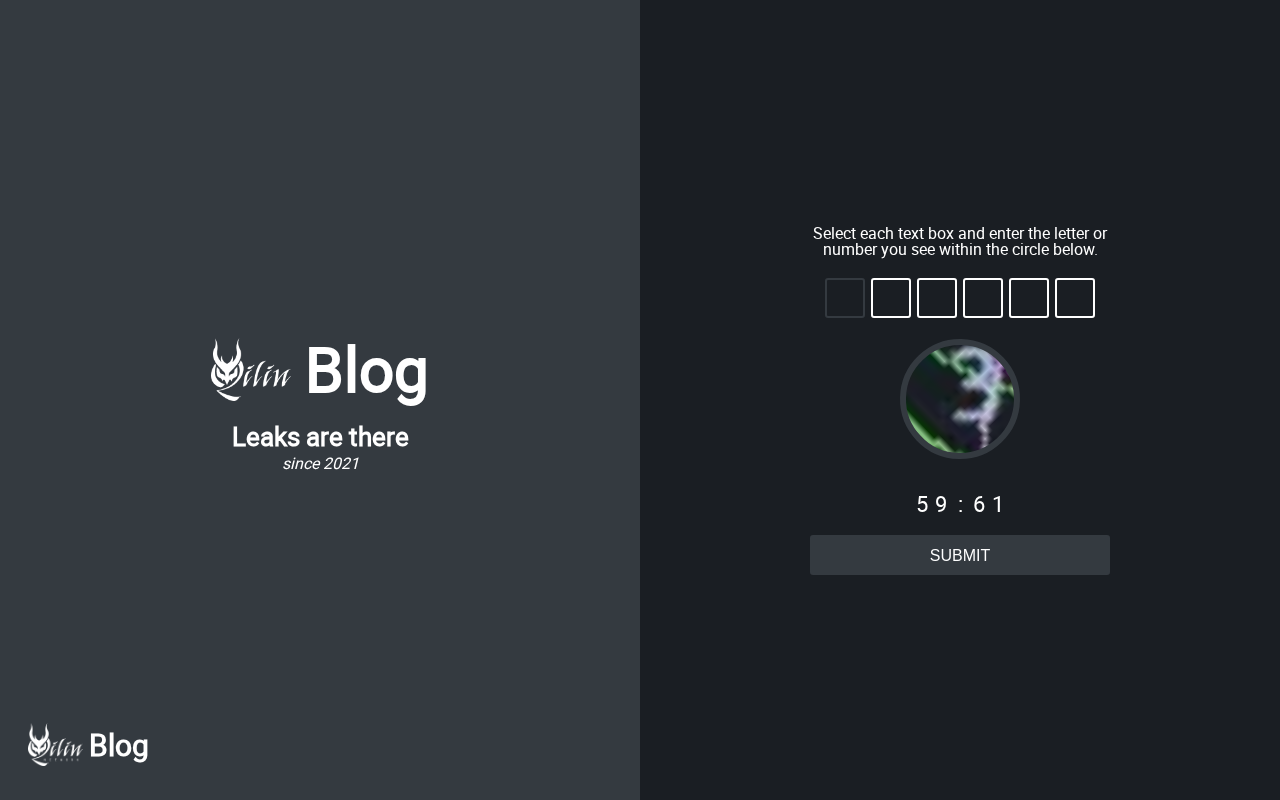 Qilin Blog
Leaks are there
since 2021
Qilin Blog
Select each text box and enter the letter or
number you see within the circle below.
59:61
SUBMIT